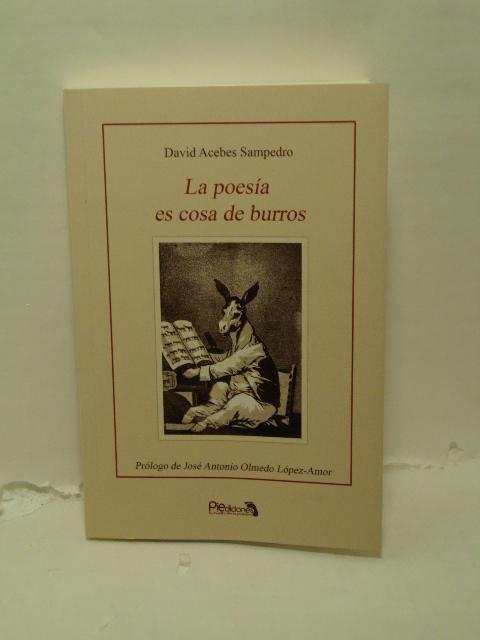 David Acebes Sampedro
La poesía
es cosa de burros
Prólogo de José Antonio Olmedo López-Amor
Piediciones